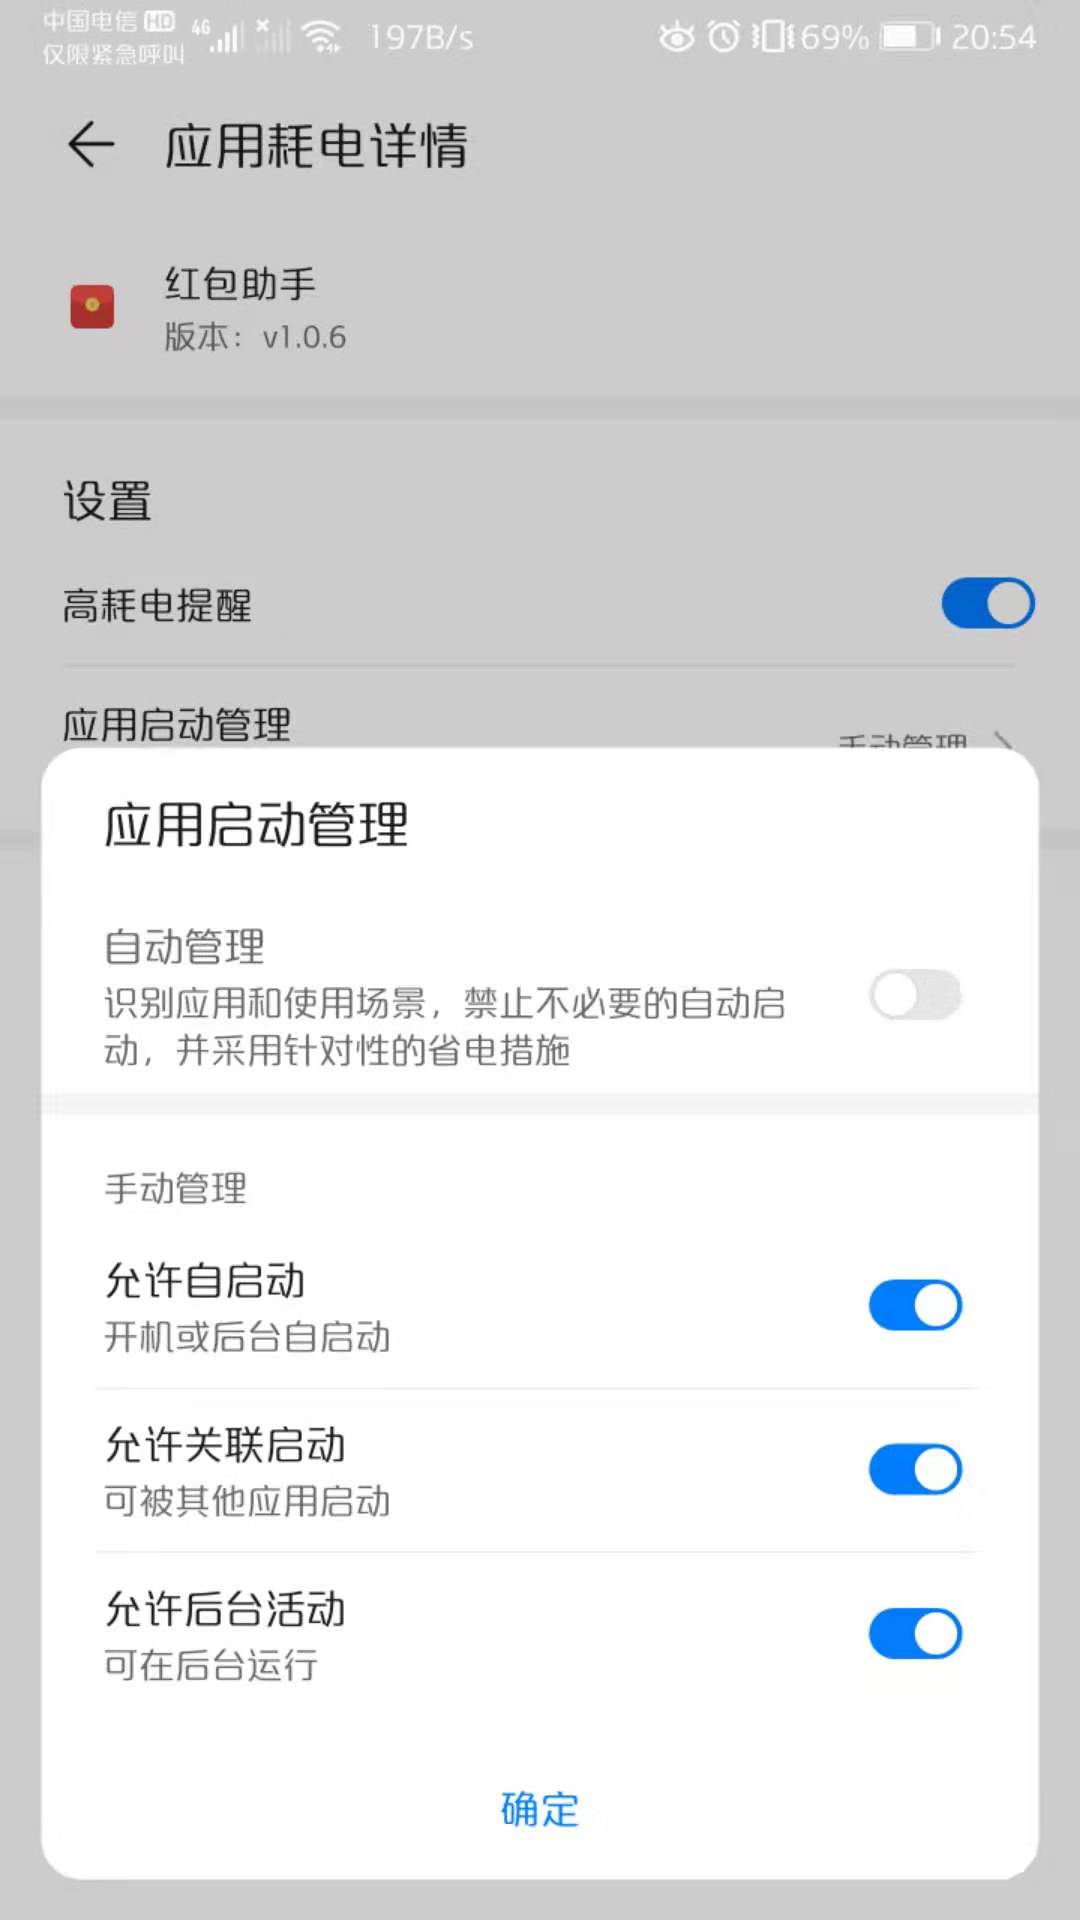 中国电信 HD 4G 197B/s 69% 20:54
仅限紧急呼叫
应用耗电详情
红包助手
版本：v1.0.6
设置
高耗电提醒
应用启动管理
手动管理
应用启动管理
自动管理
识别应用和使用场景，禁止不必要的自动启
动，并采用针对性的省电措施
手动管理
允许自启动
开机或后台自启动
允许关联启动
可被其他应用启动
允许后台活动
可在后台运行
确定